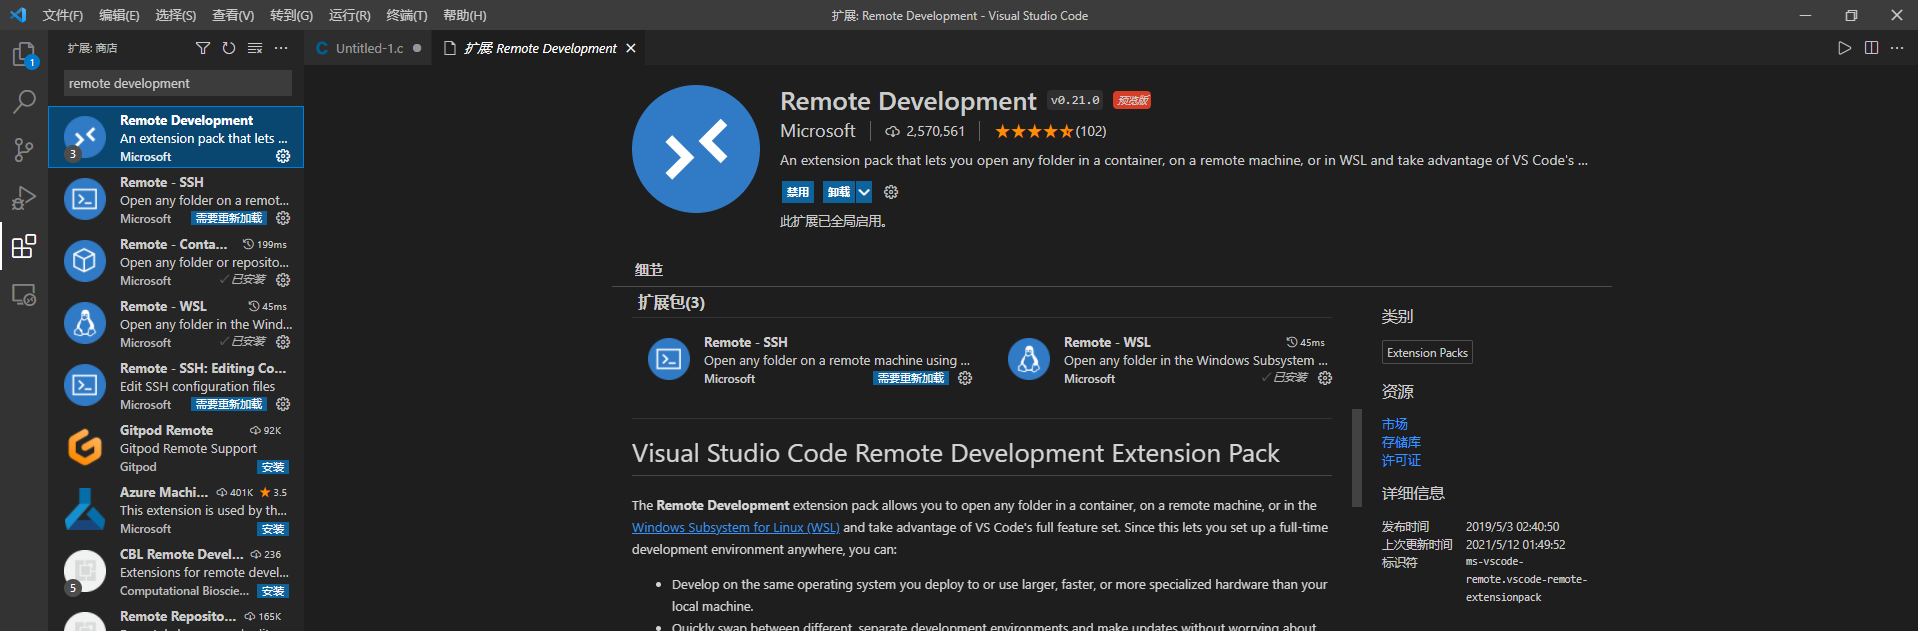 文件(F) 编辑(E) 选择(S) 查看(V) 转到(G) 运行(R) 终端(T) 帮助(H)
扩展: Remote Development - Visual Studio Code
1
扩展: 商店
remote development
Remote Development
An extension pack that lets ...
3
Microsoft
Remote - SSH
Open any folder on a remot...
Microsoft 需要重新加载
Remote - Conta... 199ms
Open any folder or reposito...
Microsoft 已安装
Remote - WSL 45ms
Open any folder in the Wind...
Microsoft 已安装
Remote - SSH: Editing Co...
Edit SSH configuration files
Microsoft 需要重新加载
Gitpod Remote 92K
Gitpod Remote Support
Gitpod 安装
Azure Machi... 401K 3.5
This extension is used by th...
Microsoft 安装
CBL Remote Devel... 236
Extensions for remote devel...
5
Computational Bioscie... 安装
Remote Reposito... 165K
Untitled-1.c
扩展: Remote Development
Remote Development v0.21.0 预览版
Microsoft 2,570,561 (102)
An extension pack that lets you open any folder in a container, on a remote machine, or in WSL and take advantage of VS Code's ...
禁用 卸载
此扩展已全局启用。
细节
扩展包(3)
Remote - SSH
Open any folder on a remote machine using ...
Microsoft 需要重新加载
Remote - WSL 45ms
Open any folder in the Windows Subsystem ...
Microsoft 已安装
Visual Studio Code Remote Development Extension Pack
The Remote Development extension pack allows you to open any folder in a container, on a remote machine, or in the
Windows Subsystem for Linux (WSL) and take advantage of VS Code's full feature set. Since this lets you set up a full-time
development environment anywhere, you can:
• Develop on the same operating system you deploy to or use larger, faster, or more specialized hardware than your
local machine.
• Quickly swap between different, separate development environments and make updates without worrying about
类别
Extension Packs
资源
市场
存储库
许可证
详细信息
发布时间 2019/5/3 02:40:50
上次更新时间 2021/5/12 01:49:52
标识符 ms-vscode-
remote.vscode-remote-
extensionpack